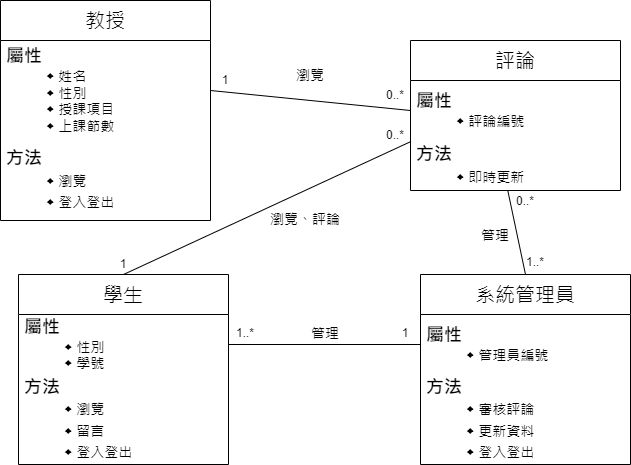 教授
屬性
姓名
性別
授課項目
上課節數
方法
瀏覽
登入登出
1
瀏覽
0..*
評論
屬性
評論編號
方法
即時更新
0..*
瀏覽、評論
1
0..*
管理
1..*
學生
屬性
性別
學號
方法
瀏覽
留言
登入登出
1..*
管理
1
系統管理員
屬性
管理員編號
方法
審核評論
更新資料
登入登出